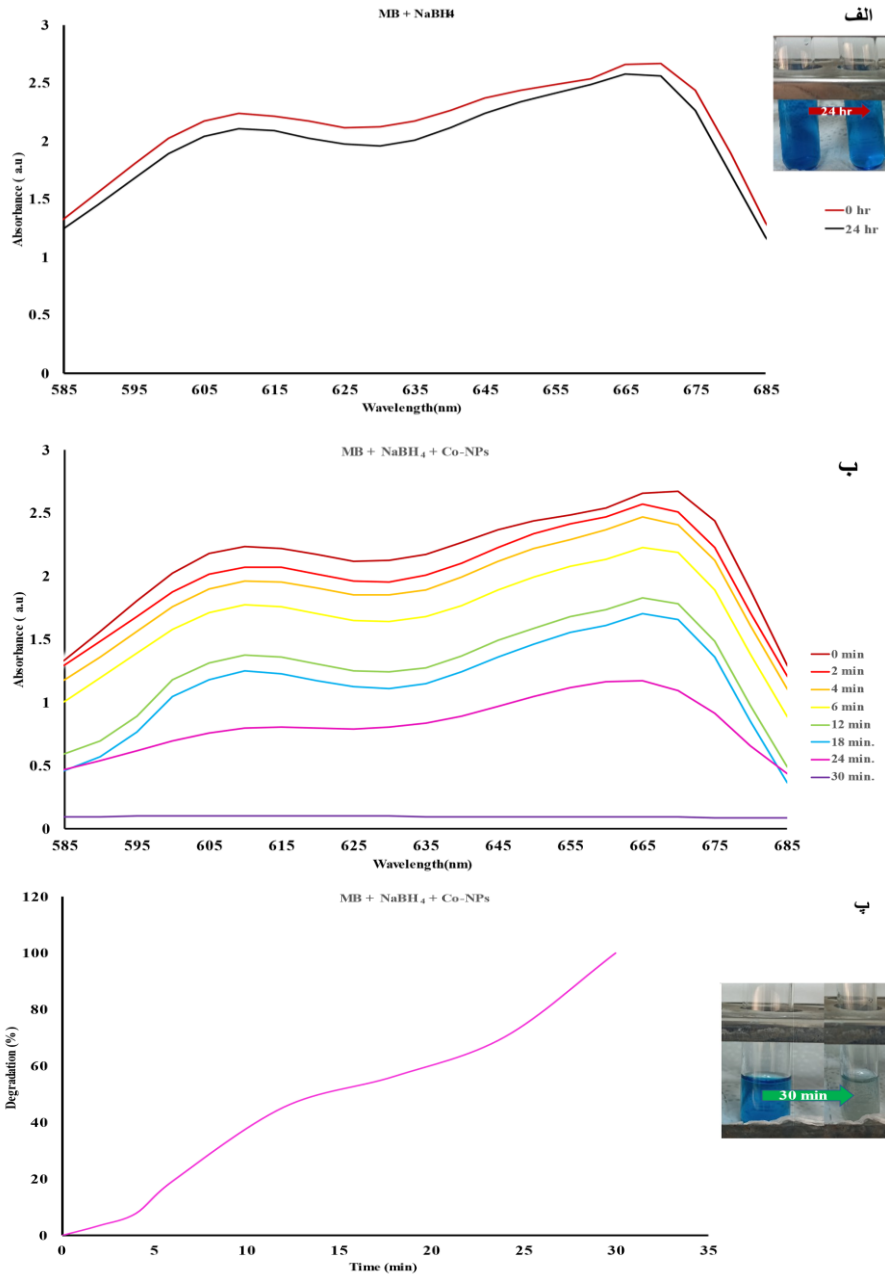 MB + NaBH4
الف
3
2.5
2
1.5
1
0.5
0
Absorbance ( a.u)
585 595 605 615 625 635 645 655 665 675 685
Wavelength(nm)
24 hr
0 hr
24 hr
MB + NaBH₄ + Co-NPs
ب
3
2.5
2
1.5
1
0.5
0
Absorbance ( a.u)
585 595 605 615 625 635 645 655 665 675 685
Wavelength(nm)
0 min
2 min
4 min
6 min
12 min
18 min.
24 min.
30 min.
MB + NaBH₄ + Co-NPs
پ
120
100
80
60
40
20
0
Degradation (%)
0 5 10 15 20 25 30 35
Time (min)
30 min